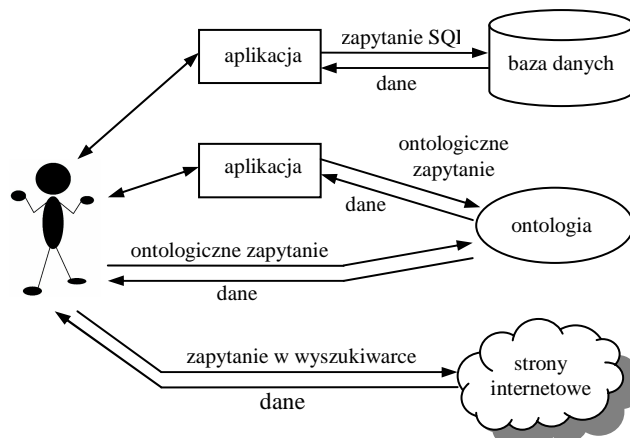 zapytanie SQl
aplikacja
baza danych
dane
ontologiczne
zapytanie
aplikacja
dane
ontologia
ontologiczne zapytanie
dane
zapytanie w wyszukiwarce
strony
internetowe
dane